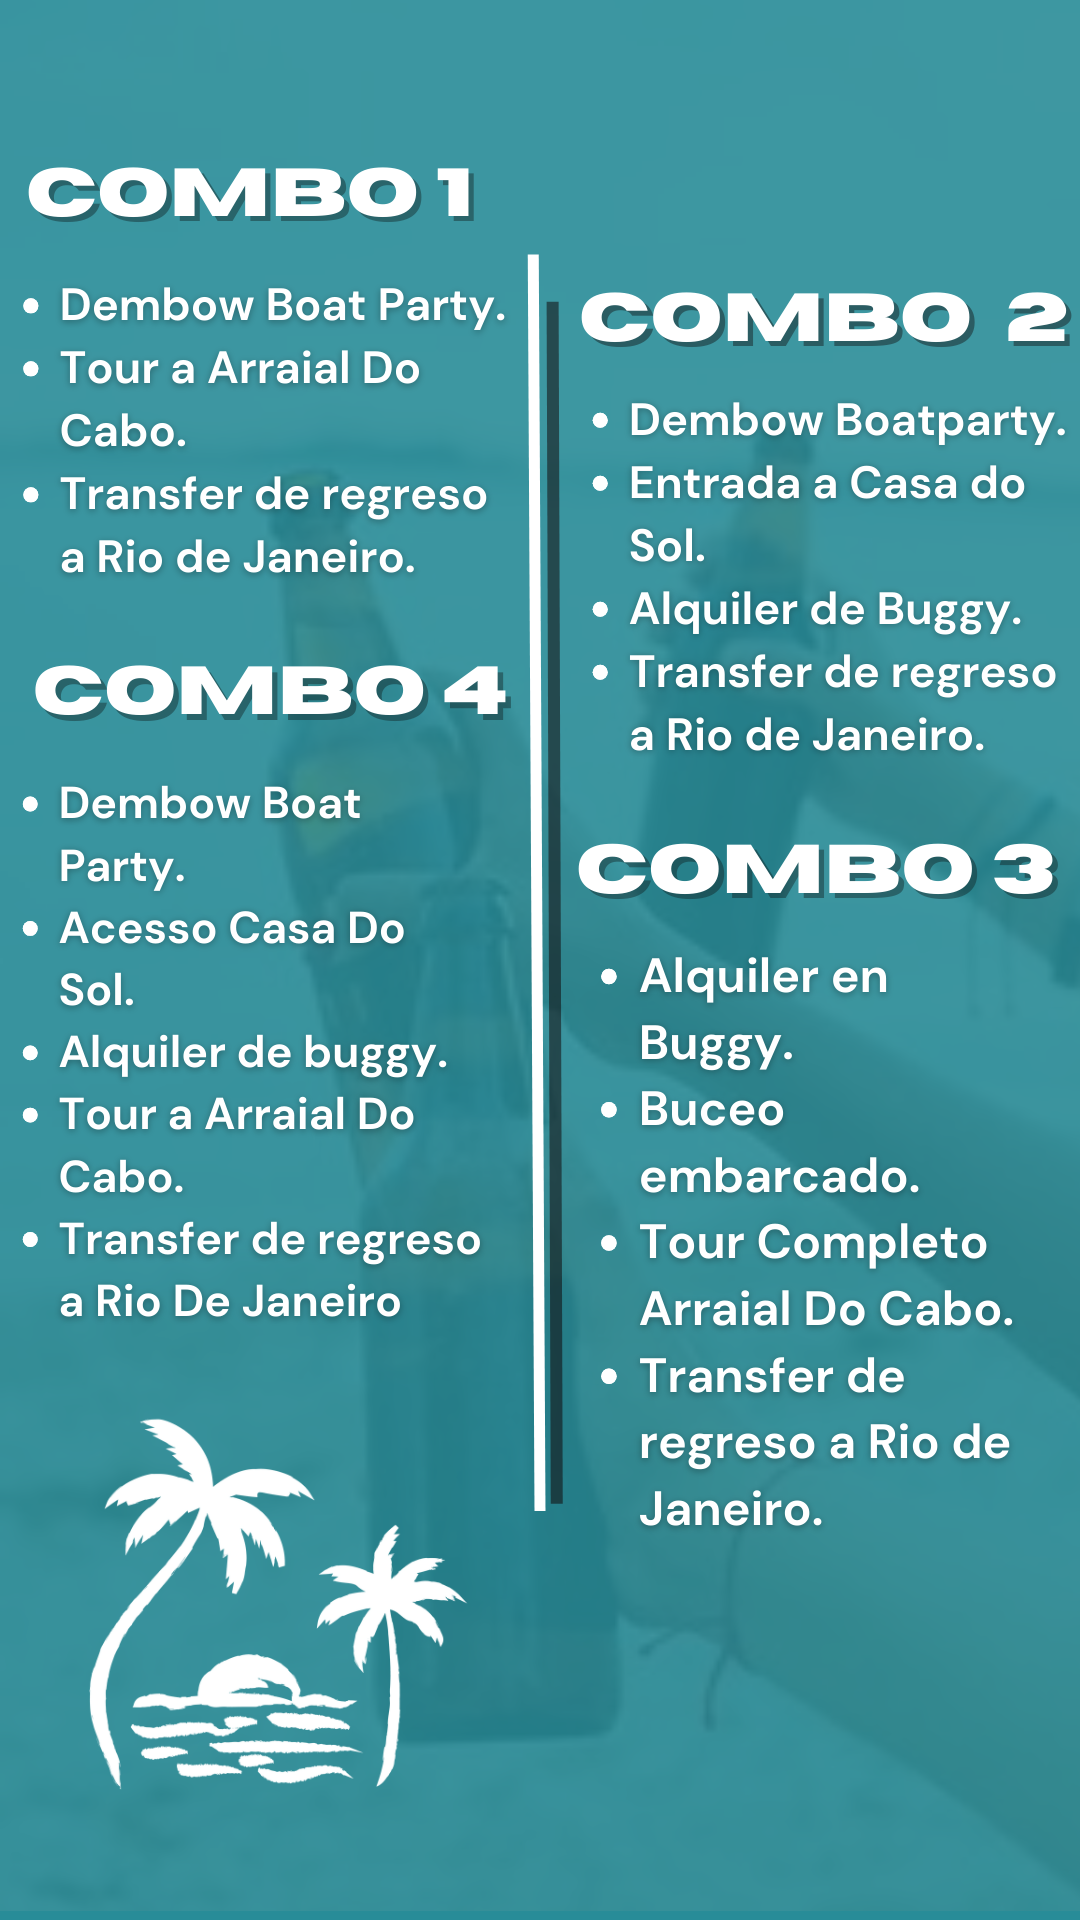 COMBO 1
Dembow Boat Party.
Tour a Arraial Do
Cabo.
Transfer de regreso
a Rio de Janeiro.
COMBO 2
Dembow Boatparty.
Entrada a Casa do
Sol.
Alquiler de Buggy.
Transfer de regreso
a Rio de Janeiro.
COMBO 4
Dembow Boat
Party.
Acesso Casa Do
Sol.
Alquiler de buggy.
Tour a Arraial Do
Cabo.
Transfer de regreso
a Rio De Janeiro
COMBO 3
Alquiler en
Buggy.
Buceo
embarcado.
Tour Completo
Arraial Do Cabo.
Transfer de
regreso a Rio de
Janeiro.